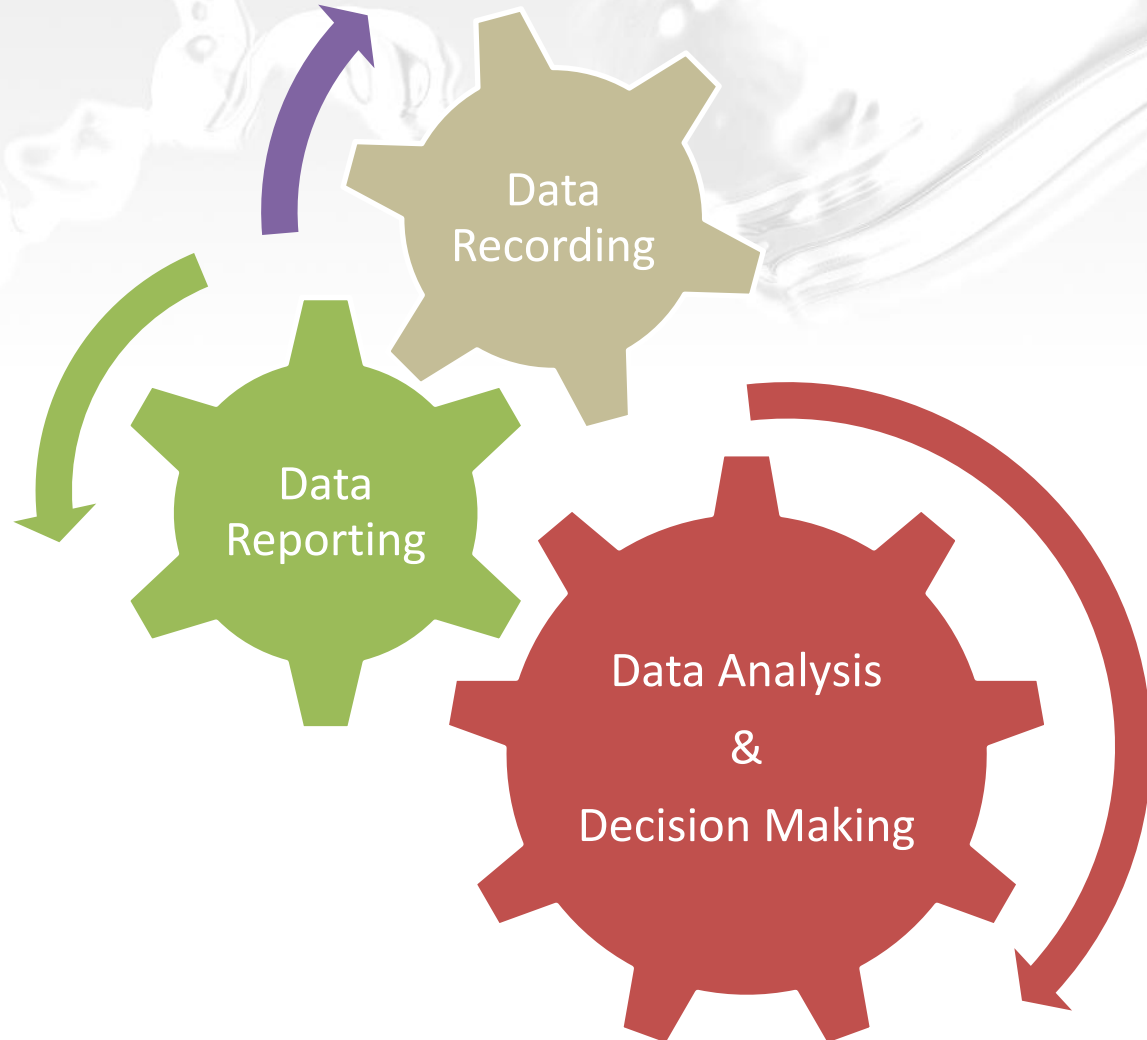 Data
Recording
Data
Reporting
Data Analysis
&
Decision Making